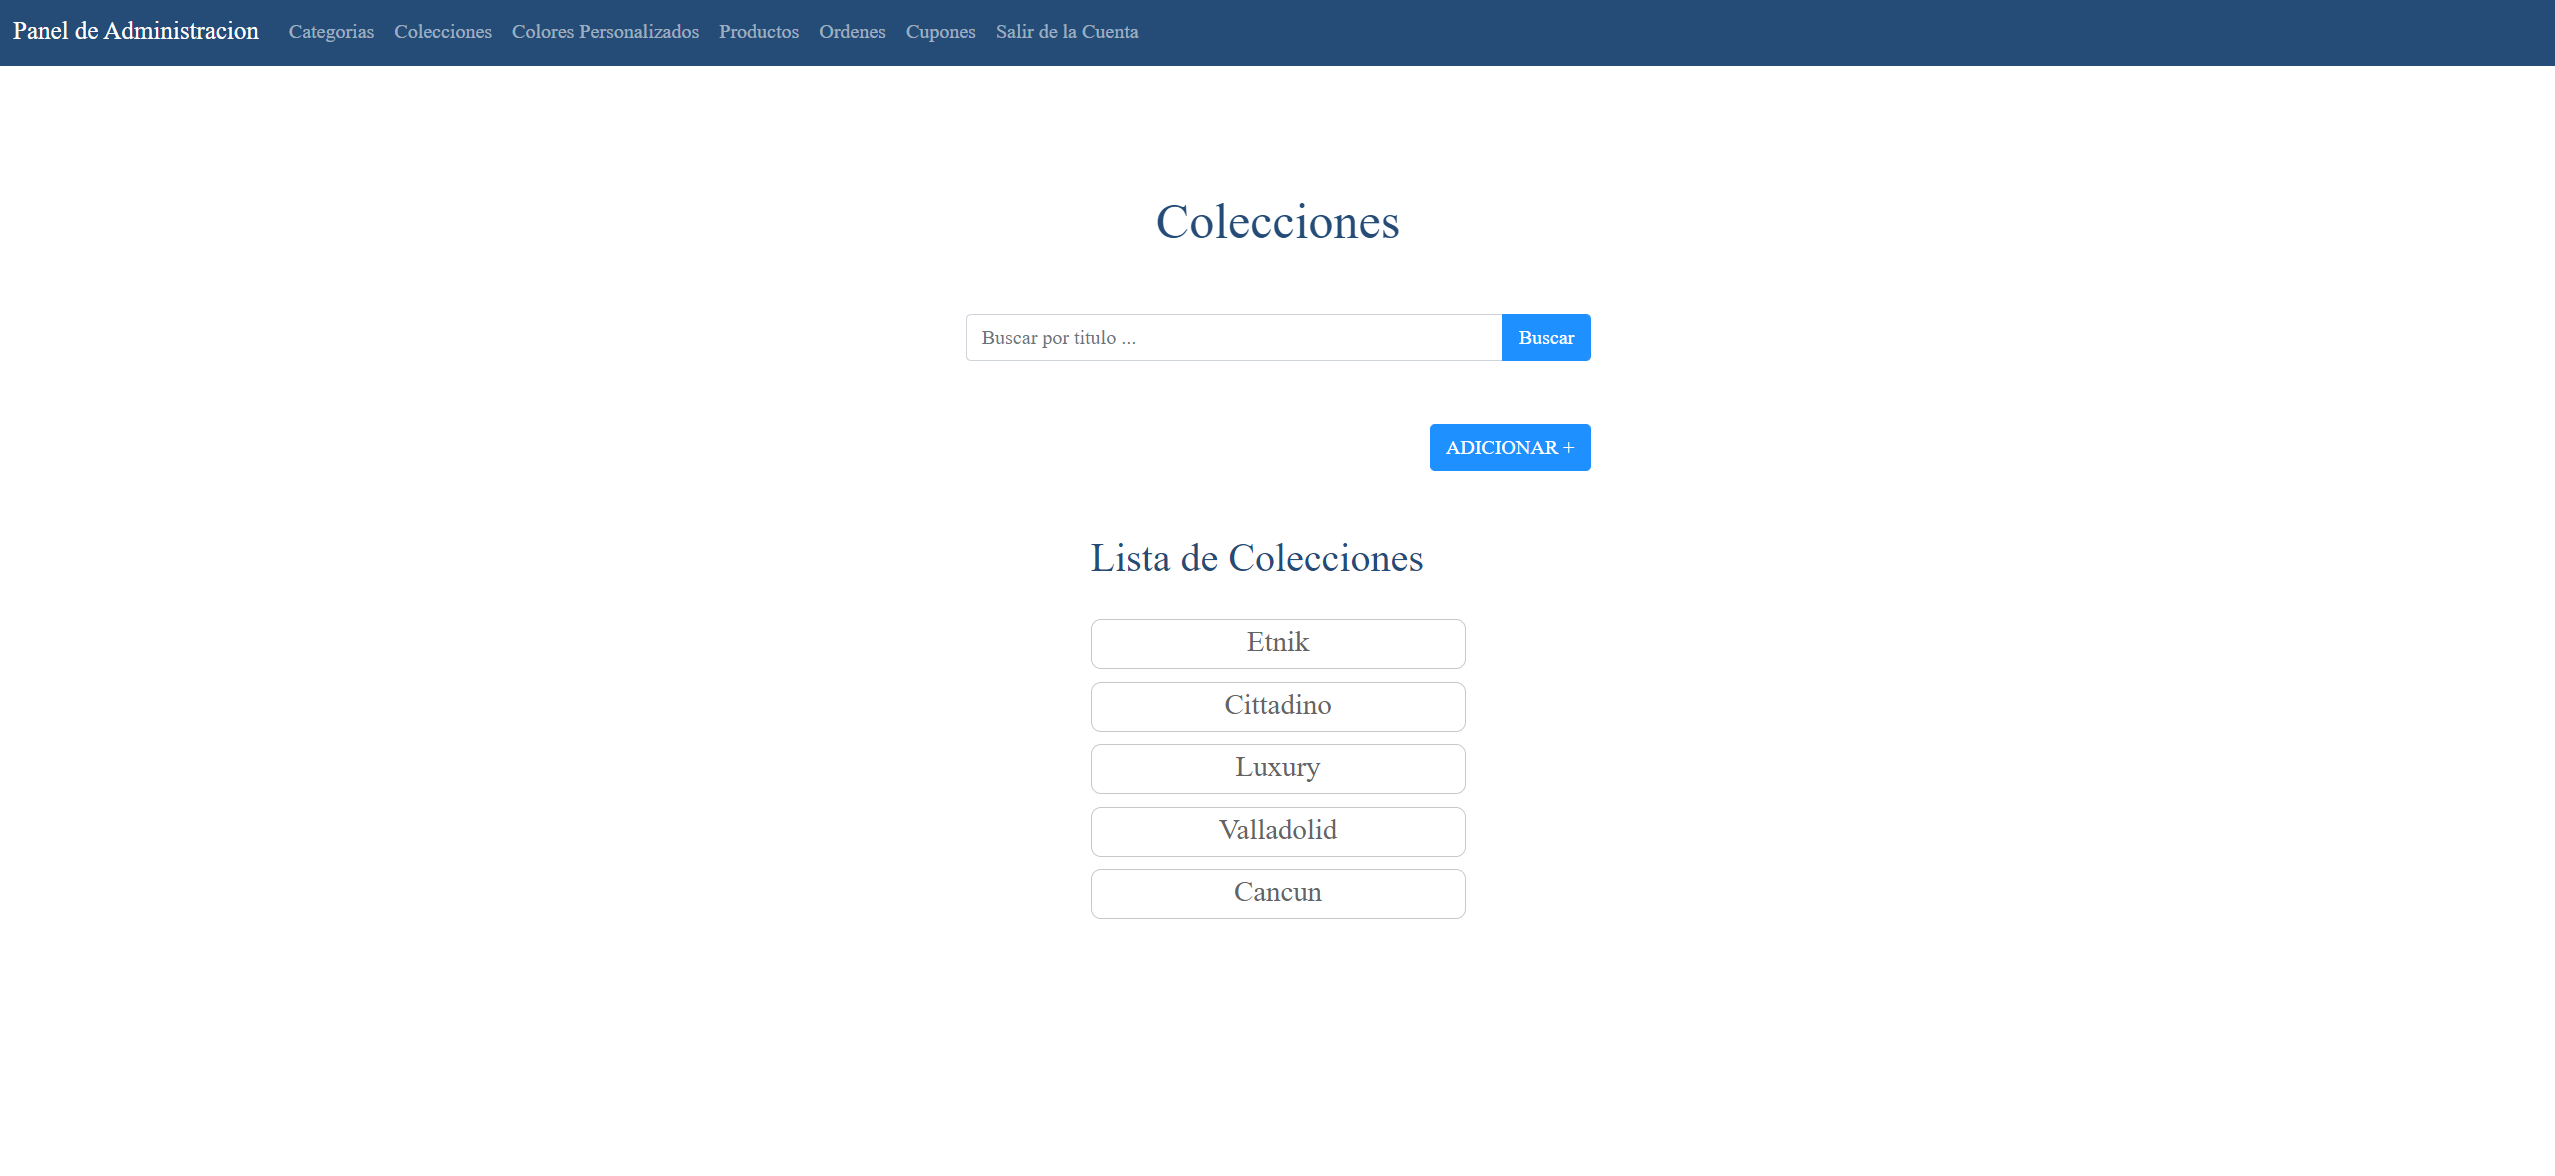 Panel de Administracion Categorias Colecciones Colores Personalizados Productos Ordenes Cupones Salir de la Cuenta
Colecciones
Buscar por titulo ... Buscar
ADICIONAR +
Lista de Colecciones
Etnik
Cittadino
Luxury
Valladolid
Cancun